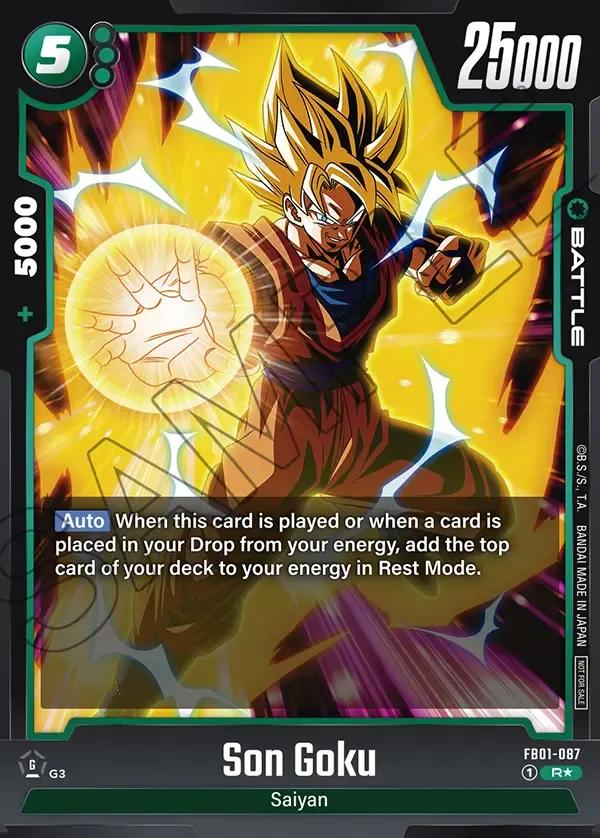 5
25000
+ 5000
BATTLE
SAMPLE
Auto When this card is played or when a card is
placed in your Drop from your energy, add the top
card of your deck to your energy in Rest Mode.
©B.S./S., T.A. BANDAI MADE IN JAPAN
NOT FOR SALE
G
G3
Son Goku
FB01-087
1 R★
Saiyan